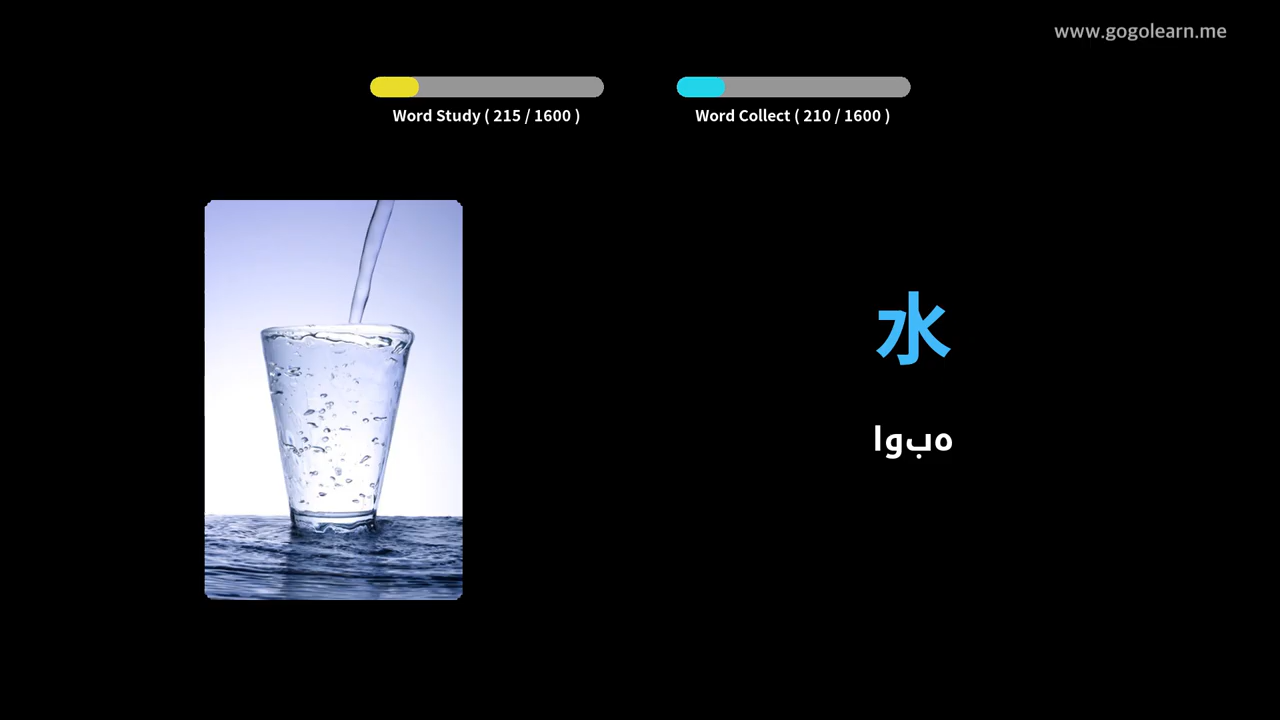 www.gogolearn.me
Word Study ( 215 / 1600 )
Word Collect ( 210 / 1600 )
水
اوبه